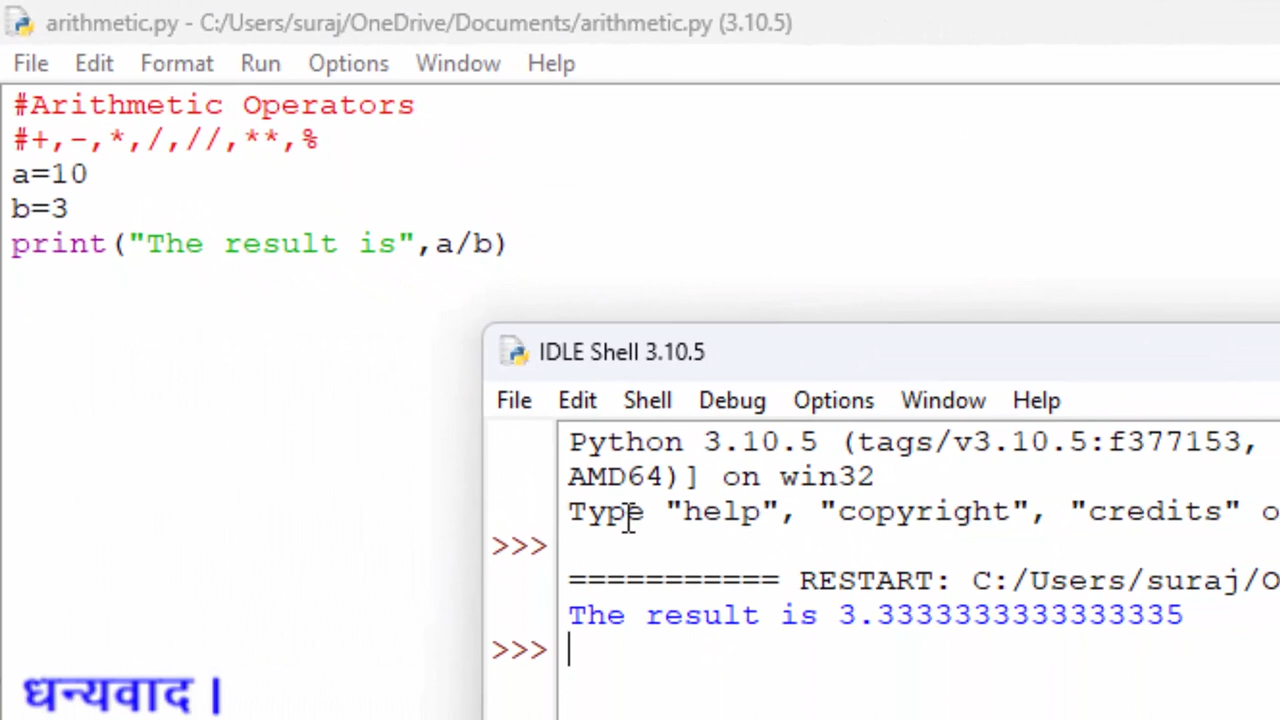 arithmetic.py - C:/Users/suraj/OneDrive/Documents/arithmetic.py (3.10.5)
File Edit Format Run Options Window Help
#Arithmetic Operators
#+,-,*,/,//,**,%
a=10
b=3
print("The result is",a/b)
IDLE Shell 3.10.5
File Edit Shell Debug Options Window Help
Python 3.10.5 (tags/v3.10.5:f377153,
AMD64)] on win32
Type "help", "copyright", "credits" o
>>>
=========== RESTART: C:/Users/suraj/O
The result is 3.3333333333333335
>>>
धन्यवाद |